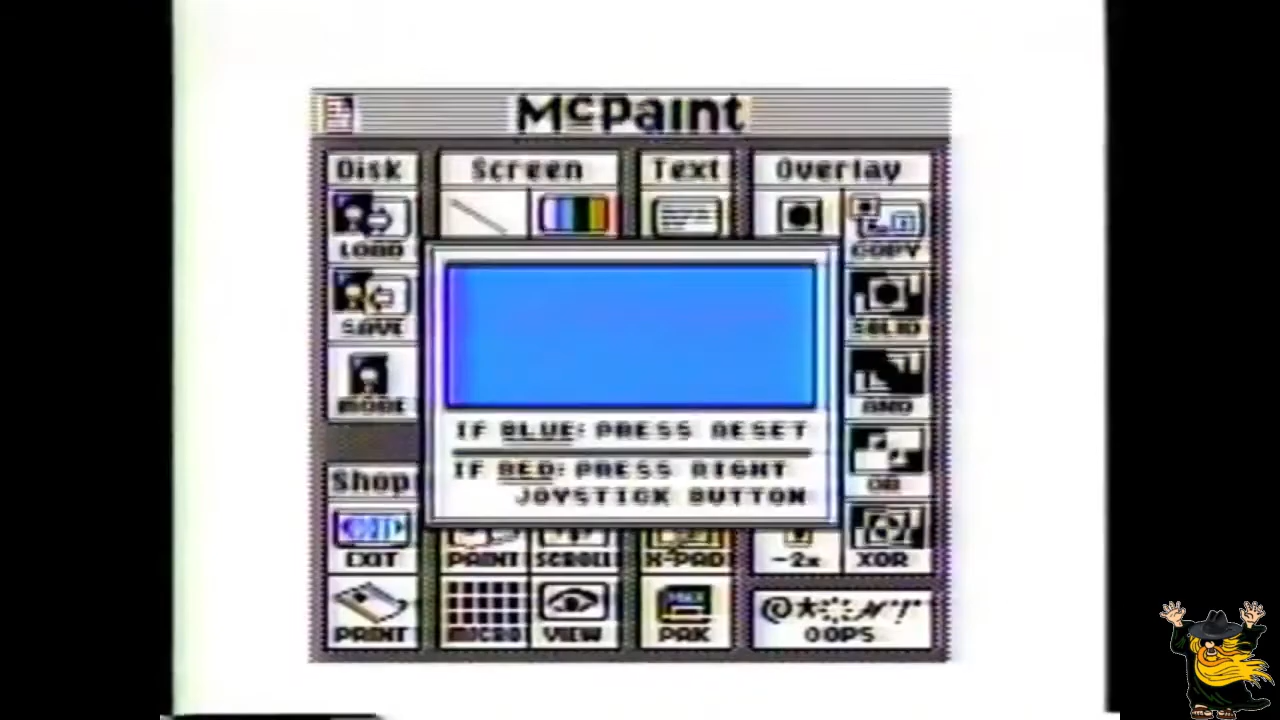 McPaint
Disk Screen Text Overlay
LOAD COPY
SAVE SOLID
MODE AND
IF BLUE: PRESS RESET
IF RED: PRESS RIGHT
JOYSTICK BUTTON
OR
Shop
EXIT PAINT SCROLL X-PAD -2x XOR
PRINT MICRO VIEW PAK @*
OOPS